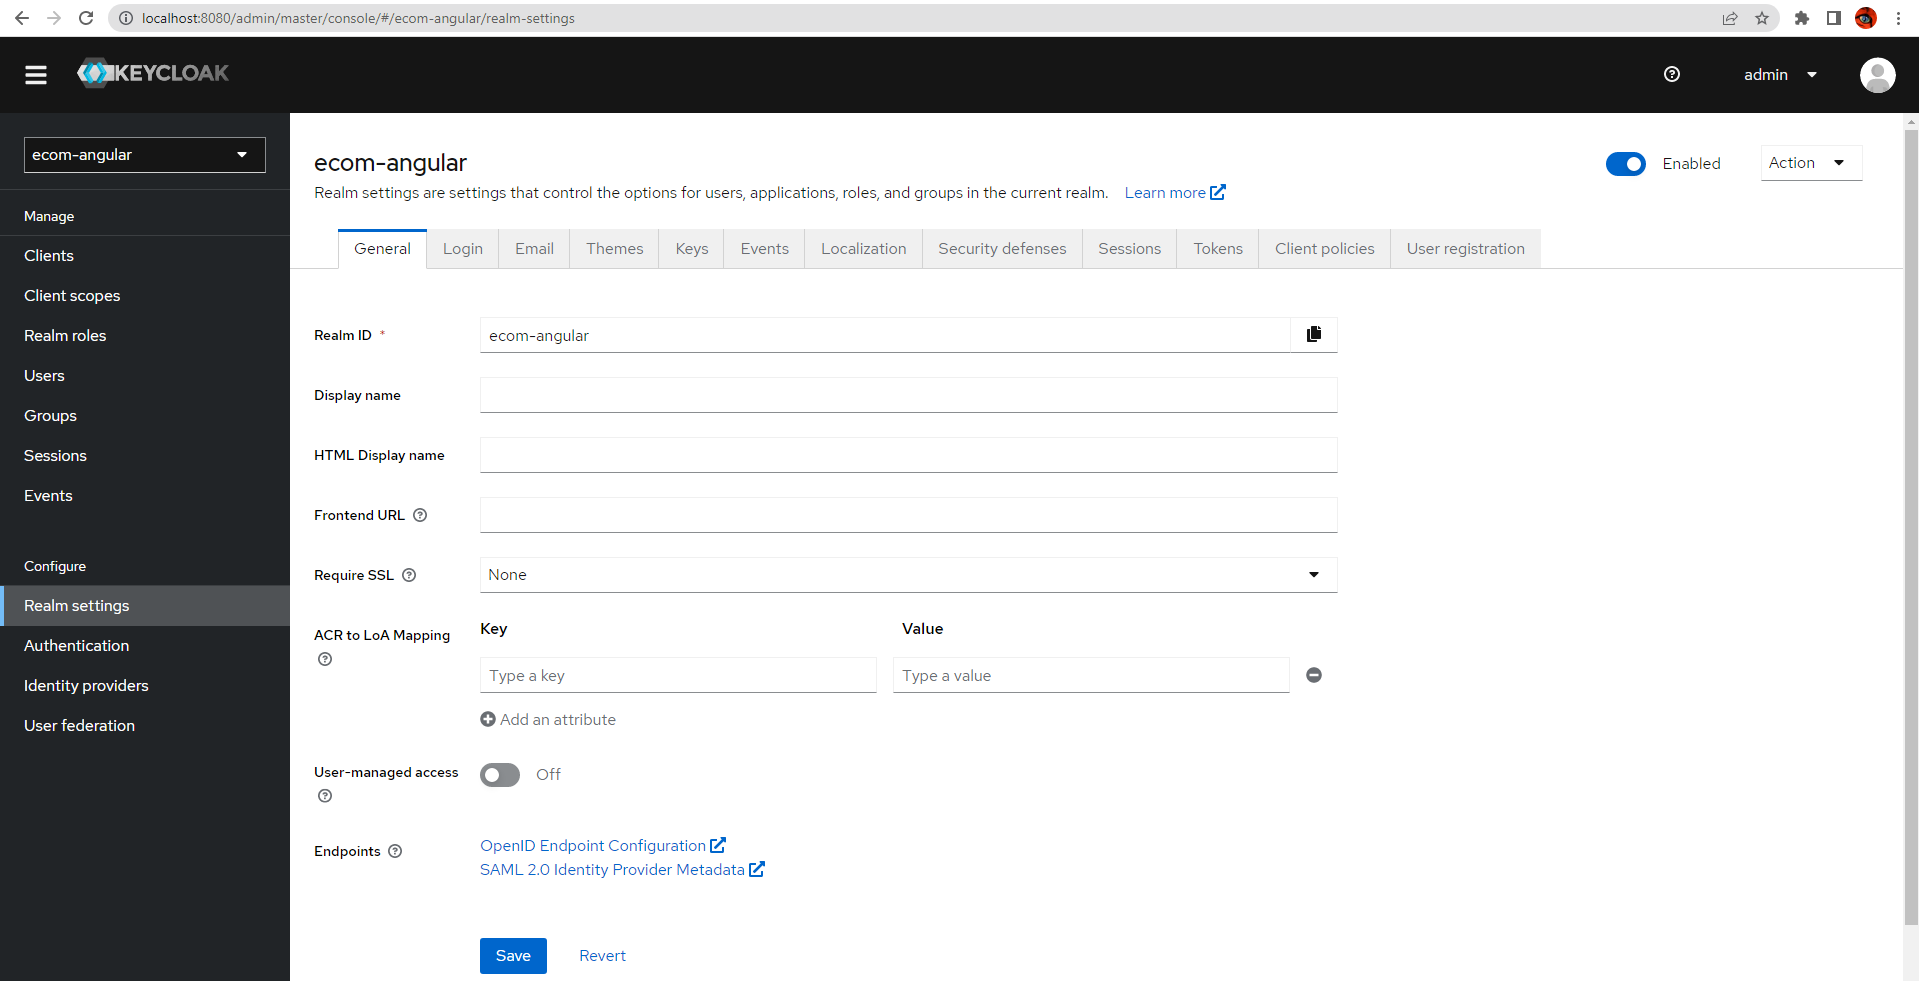 localhost:8080/admin/master/console/#/ecom-angular/realm-settings
KEYCLOAK
admin
ecom-angular
Manage
Clients
Client scopes
Realm roles
Users
Groups
Sessions
Events
Configure
Realm settings
Authentication
Identity providers
User federation
ecom-angular
Enabled
Action
Realm settings are settings that control the options for users, applications, roles, and groups in the current realm. Learn more
General Login Email Themes Keys Events Localization Security defenses Sessions Tokens Client policies User registration
Realm ID * ecom-angular
Display name
HTML Display name
Frontend URL
Require SSL None
ACR to LoA Mapping Key Value
Type a key Type a value
Add an attribute
User-managed access Off
Endpoints OpenID Endpoint Configuration
SAML 2.0 Identity Provider Metadata
Save Revert